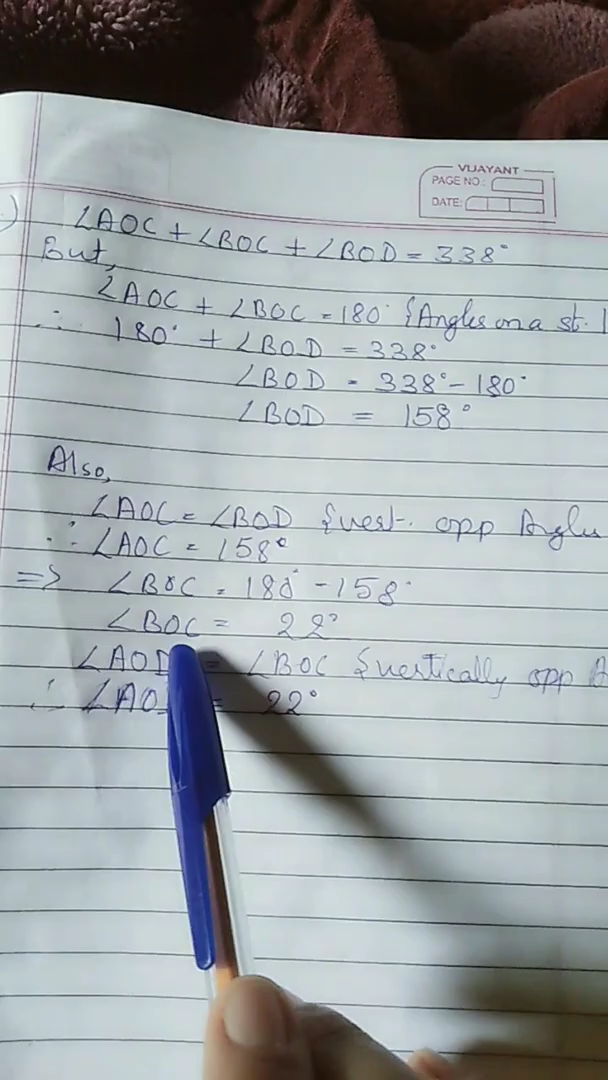 VIJAYANT
PAGE NO.:
DATE:
)
∠AOC + ∠BOC + ∠BOD = 338°
But,
∠AOC + ∠BOC = 180° {Angles on a st.
∴ 180° + ∠BOD = 338°
∠BOD = 338° - 180°
∠BOD = 158°
Also,
∠AOC = ∠BOD {vert. opp Angles
∴ ∠AOC = 158°
=> ∠BOC = 180° - 158°
∠BOC = 22°
∠AOD = ∠BOC {vertically opp
∴ ∠AO = 22°